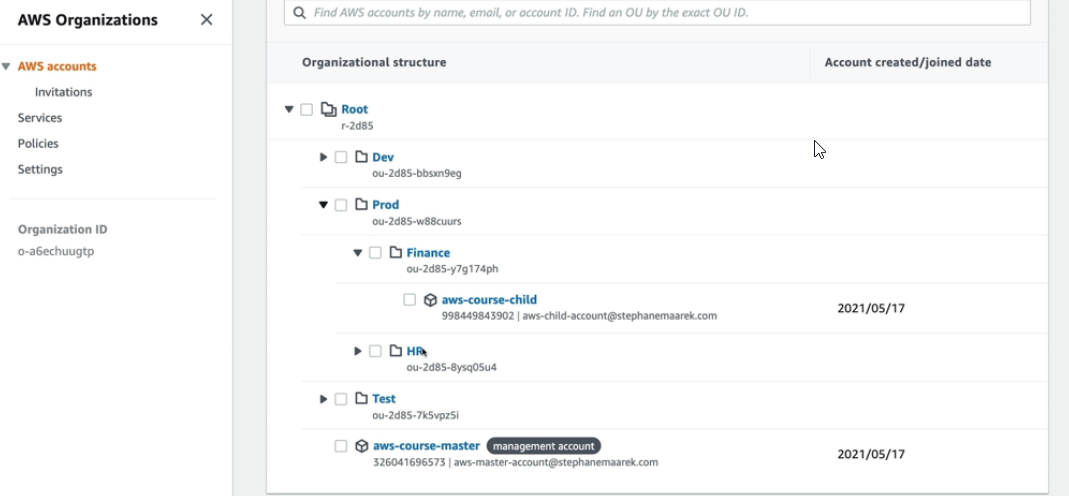 AWS Organizations
AWS accounts
Invitations
Services
Policies
Settings
Organization ID
o-a6echuugtp
Find AWS accounts by name, email, or account ID. Find an OU by the exact OU ID.
Organizational structure
Account created/joined date
Root
r-2d85
Dev
ou-2d85-bbsxn9eg
Prod
ou-2d85-w88cuurs
Finance
ou-2d85-y7g174ph
aws-course-child
998449843902 | aws-child-account@stephanemaarek.com
2021/05/17
HR
ou-2d85-8ysq05u4
Test
ou-2d85-7k5vpz5i
aws-course-master management account
326041696573 | aws-master-account@stephanemaarek.com
2021/05/17